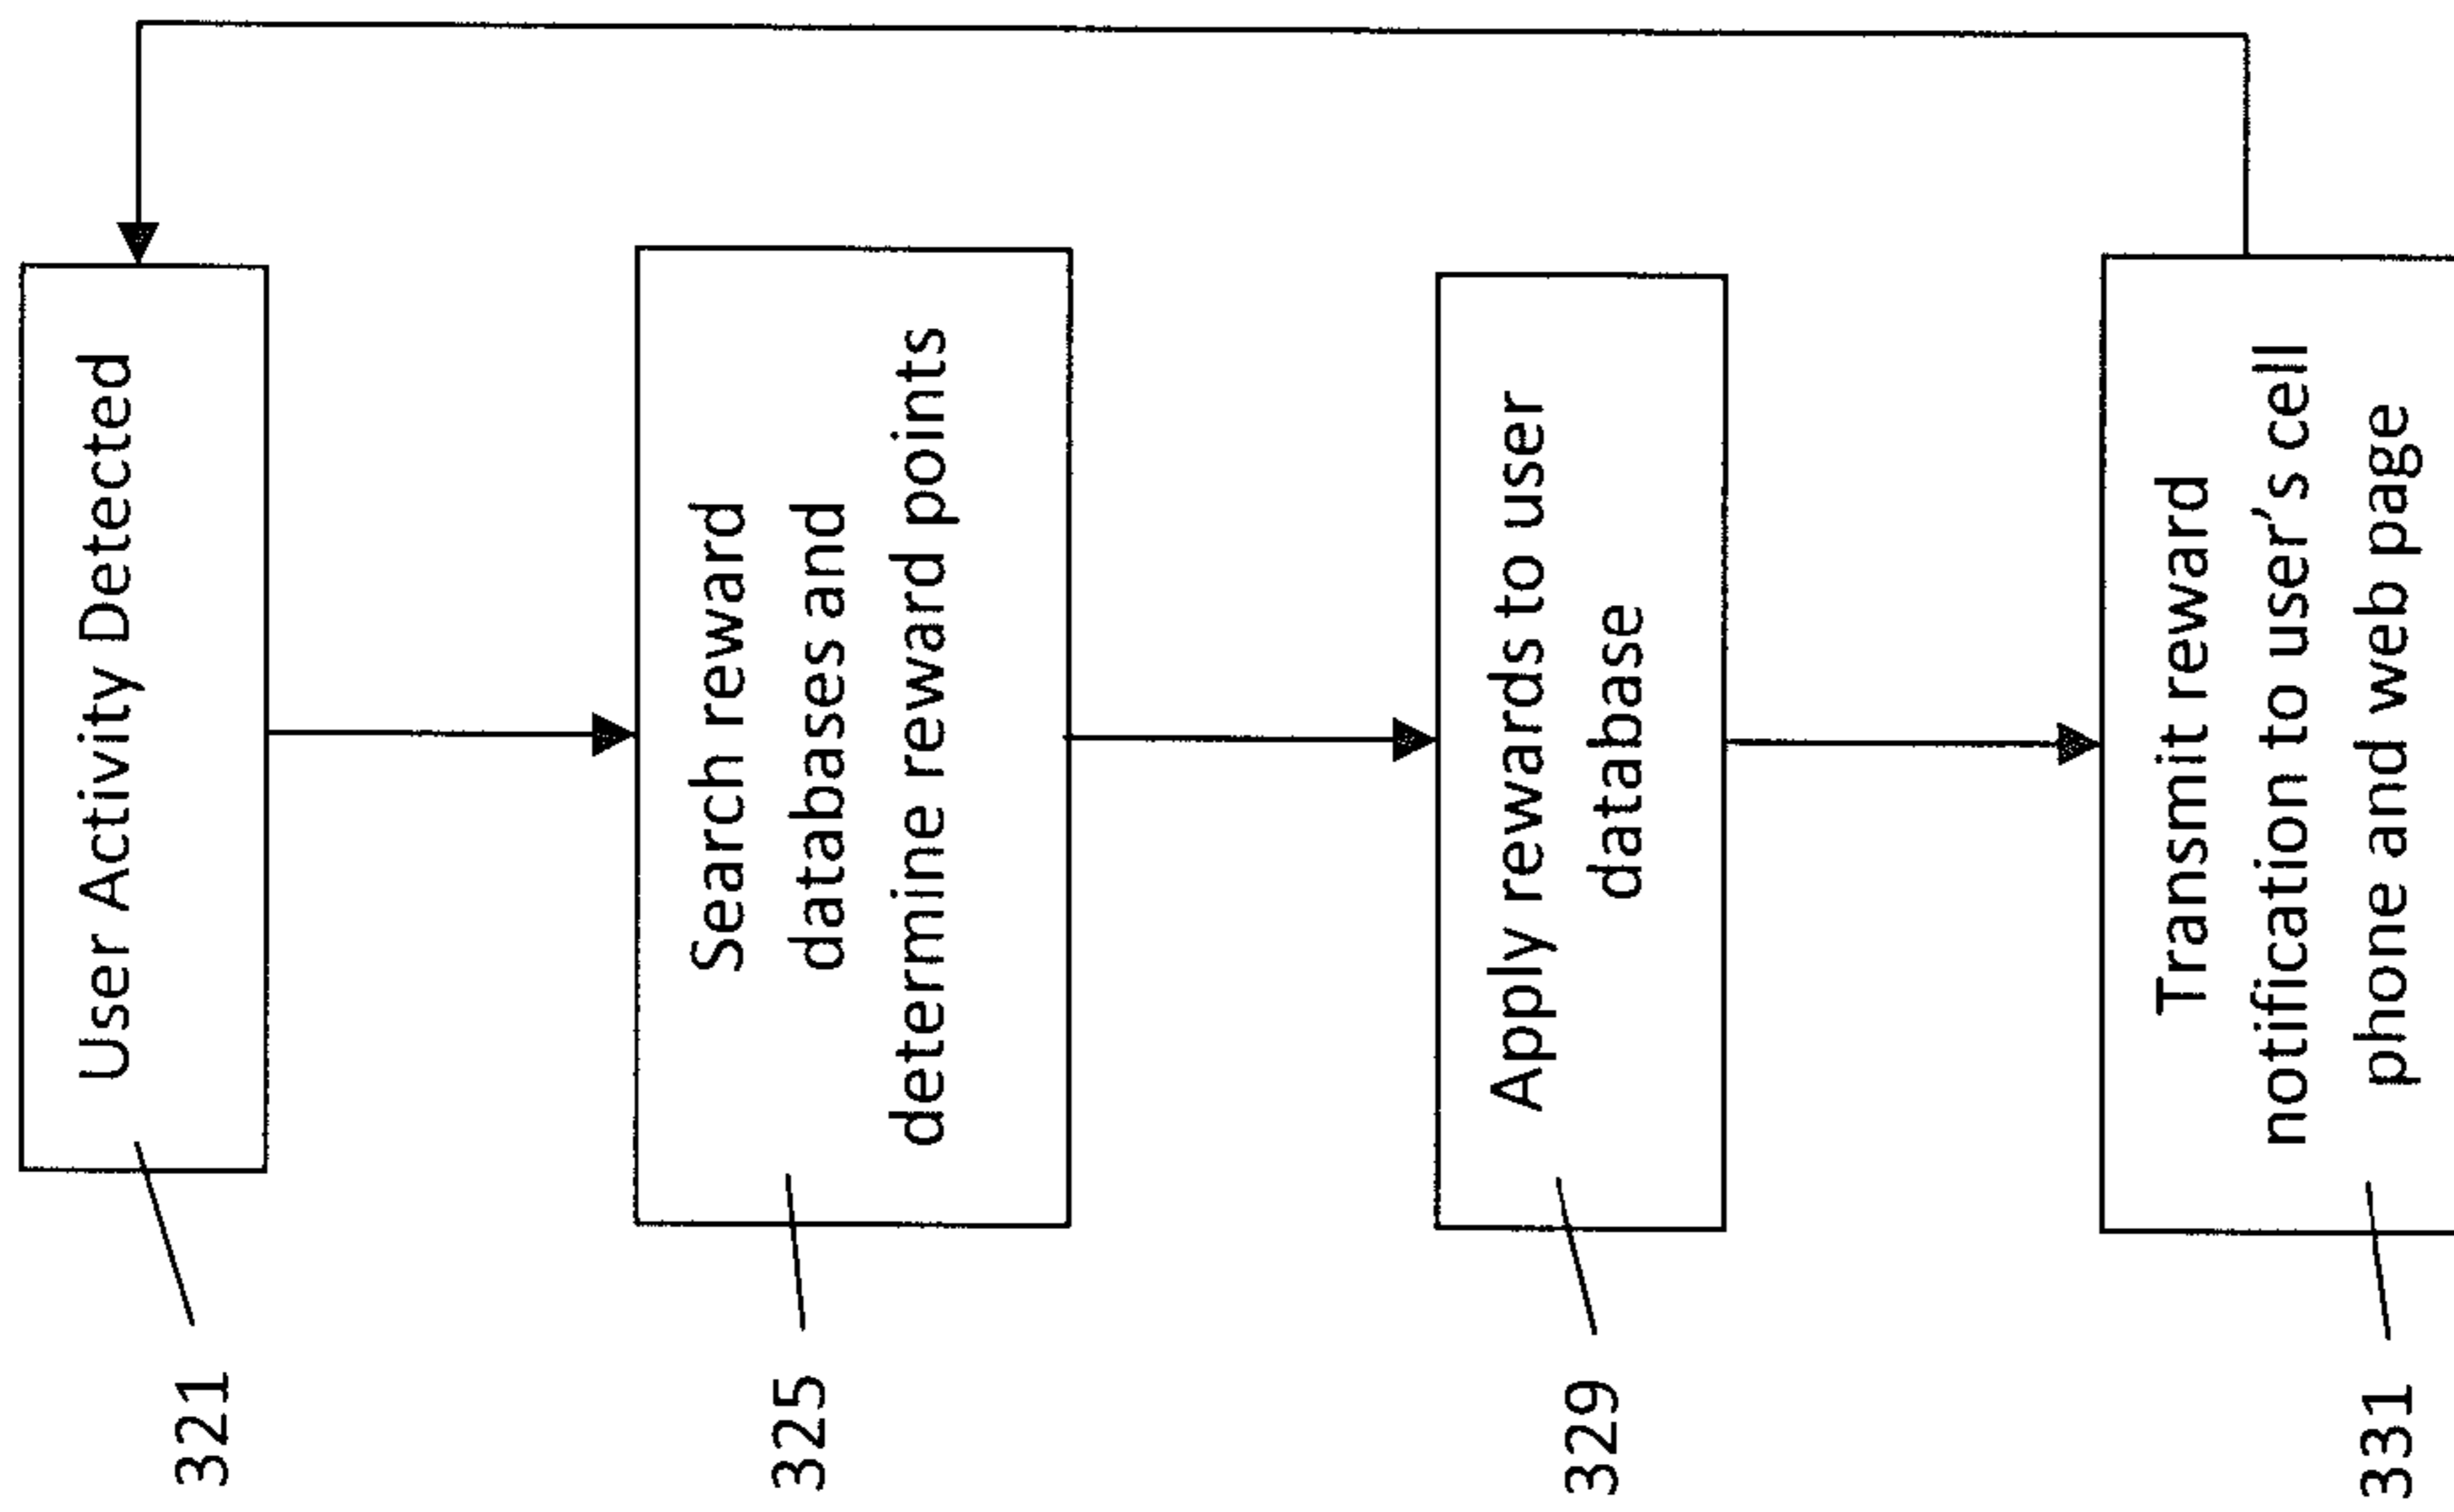 321
User Activity Detected
325
Search reward
databases and
determine reward points
329
Apply rewards to user
database
331
Transmit reward
notification to user's cell
phone and web page